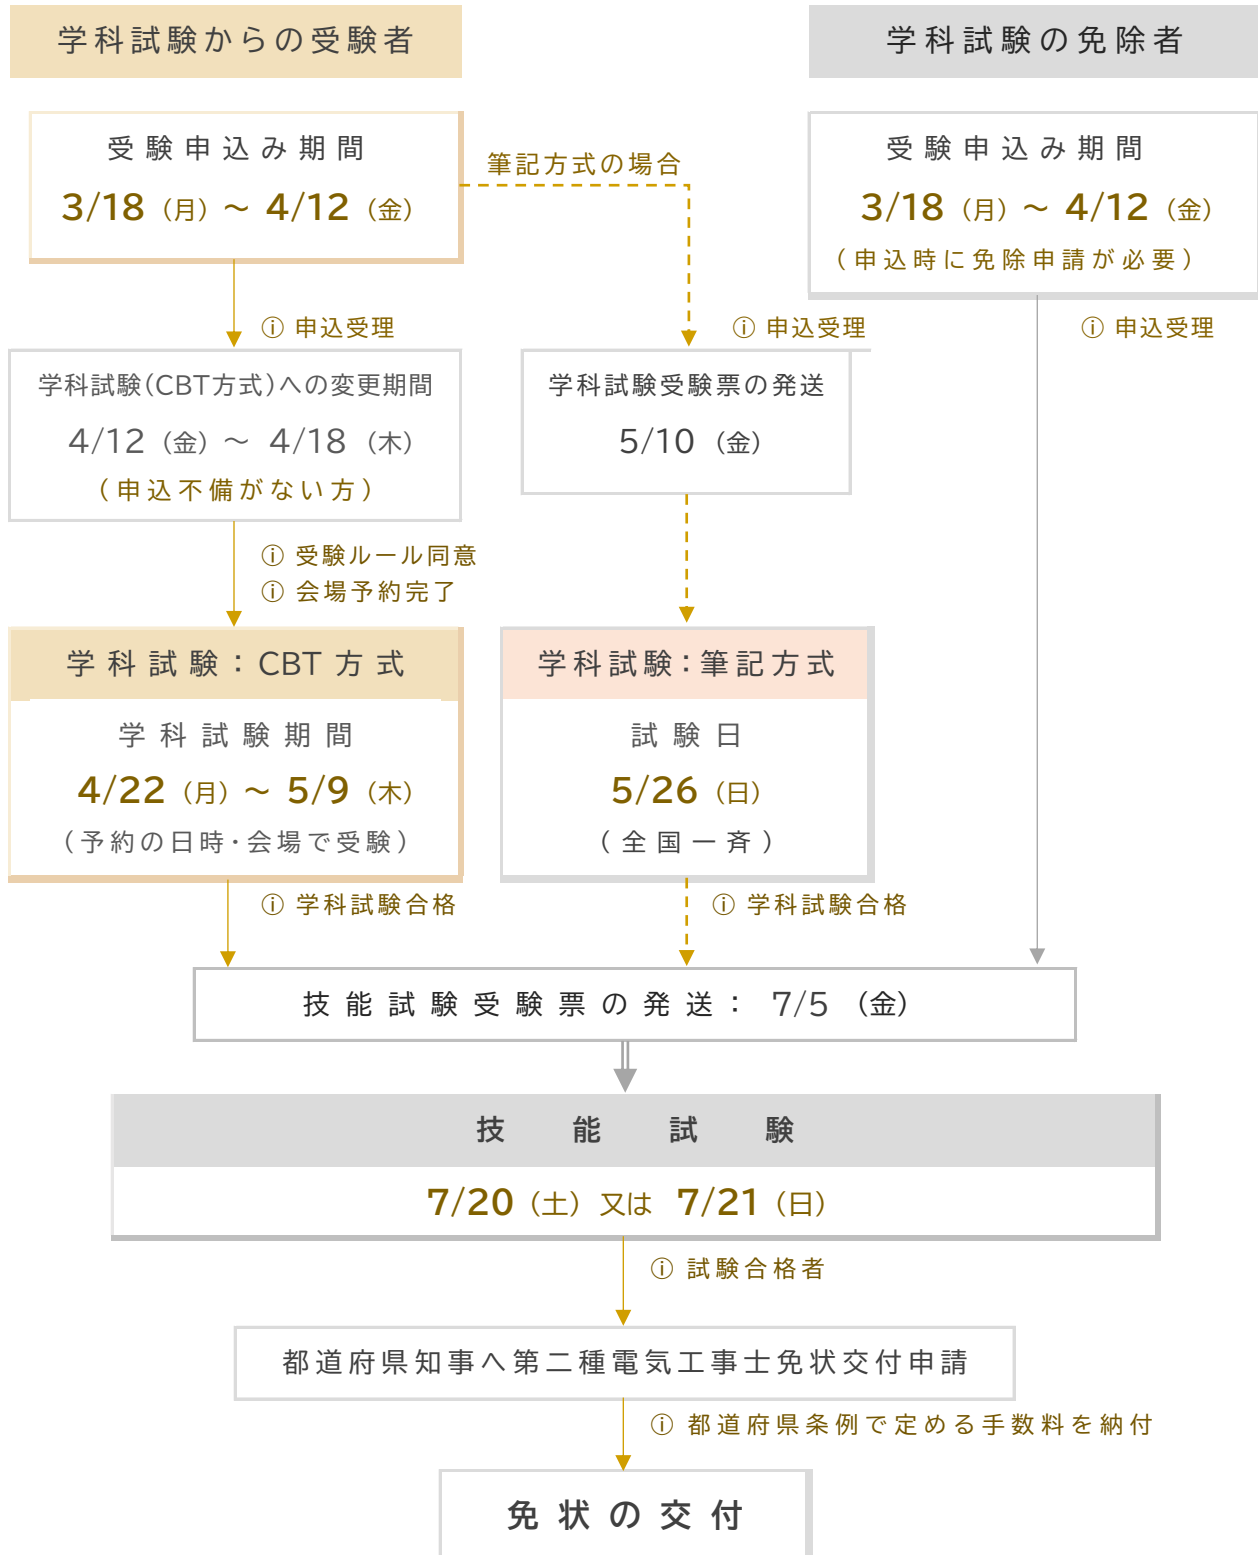 学科試験からの受験者
学科試験の免除者
受験申込み期間
3/18（月）～ 4/12（金）
筆記方式の場合
受験申込み期間
3/18（月）～ 4/12（金）
（申込時に免除申請が必要）
ⓘ 申込受理
ⓘ 申込受理
ⓘ 申込受理
学科試験（CBT方式）への変更期間
4/12（金）～ 4/18（木）
（申込不備がない方）
学科試験受験票の発送
5/10（金）
ⓘ 受験ルール同意
ⓘ 会場予約完了
学科試験：CBT方式
学科試験期間
4/22（月）～ 5/9（木）
（予約の日時・会場で受験）
学科試験：筆記方式
試験日
5/26（日）
（全国一斉）
ⓘ 学科試験合格
ⓘ 学科試験合格
技能試験受験票の発送：7/5（金）
技能試験
7/20（土）又は 7/21（日）
ⓘ 試験合格者
都道府県知事へ第二種電気工事士免状交付申請
ⓘ 都道府県条例で定める手数料を納付
免状の交付